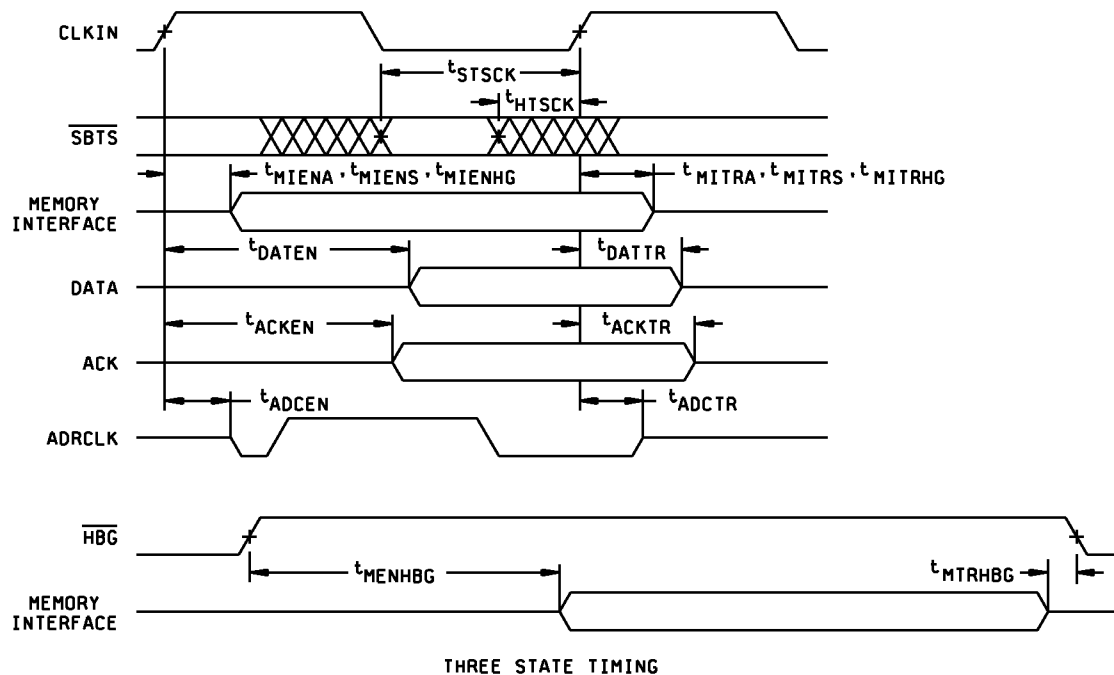 CLKIN
tSTSCK
tHTSCK
SBTS
tMIENA, tMIENS, tMIENHG
tMITRA, tMITRS, tMITRHG
MEMORY
INTERFACE
tDATEN
tDATTR
DATA
tACKEN
tACKTR
ACK
tADCEN
tADCTR
ADRCLK
HBG
tMENHBG
tMTRHBG
MEMORY
INTERFACE
THREE STATE TIMING